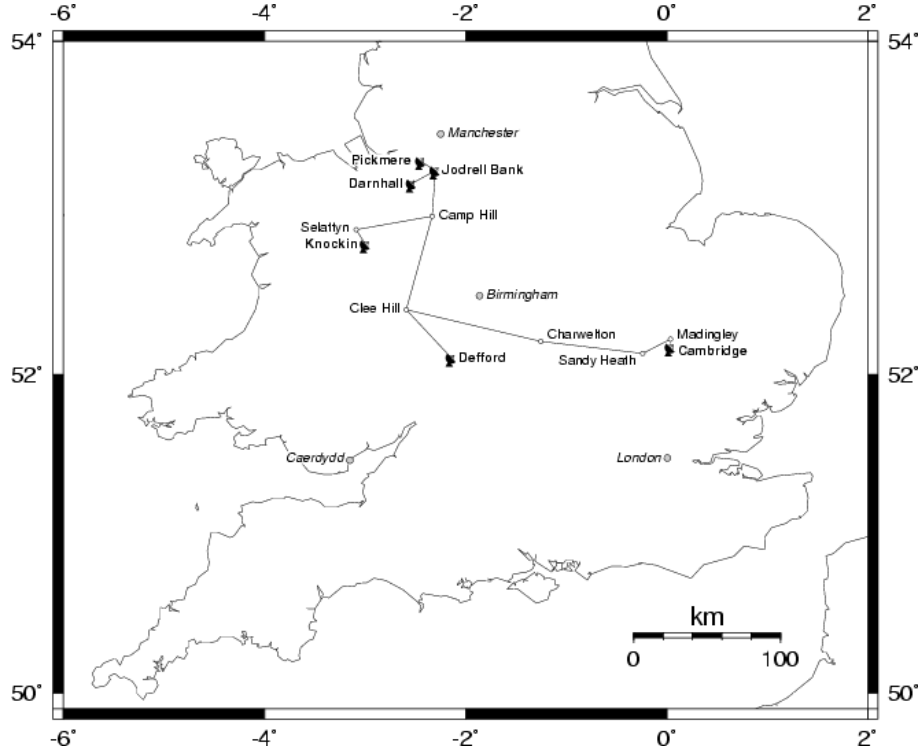 -6°
-4°
-2°
0°
2°
54°
54°
Manchester
Pickmere
Jodrell Bank
Darnhall
Camp Hill
Selattyn
Knockin
Birmingham
Clee Hill
Charwelton
Madingley
Cambridge
Sandy Heath
Defford
52°
52°
Caerdydd
London
km
0
100
50°
50°
-6°
-4°
-2°
0°
2°